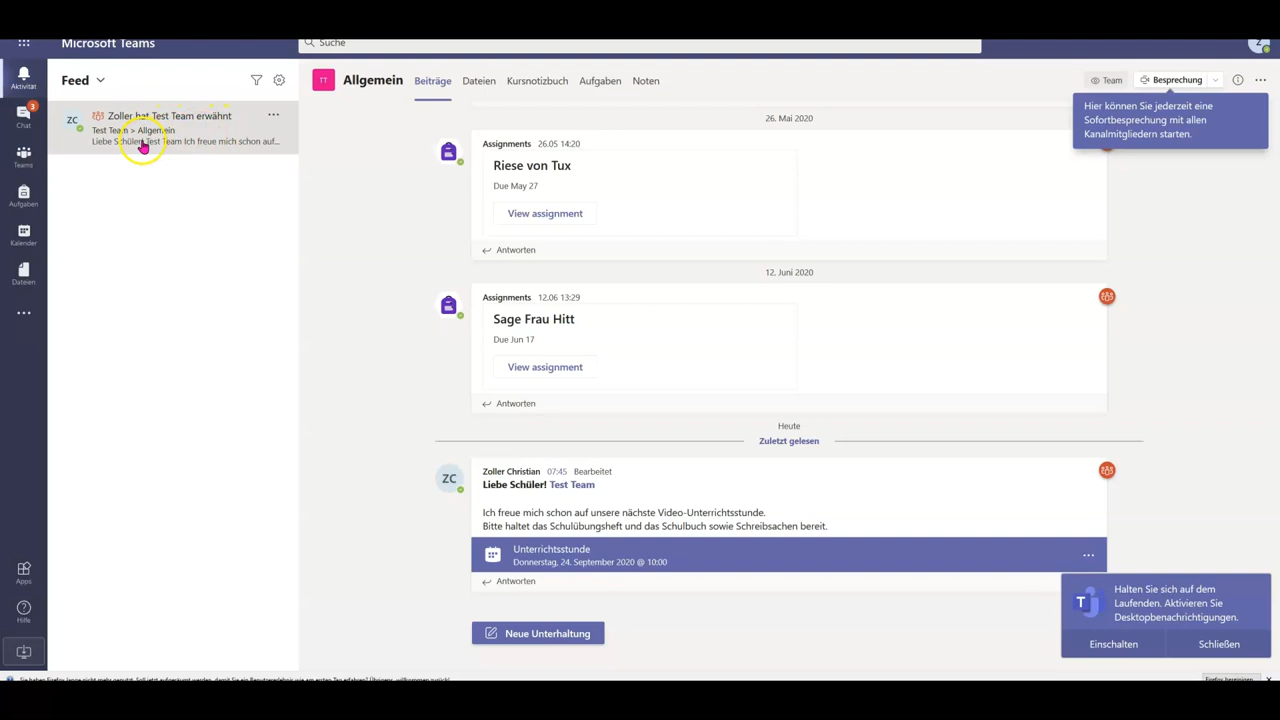 Microsoft Teams
Suche
Z
Aktivität
Chat
3
Teams
Aufgaben
Kalender
Dateien
Apps
Hilfe
Feed
ZC
Zoller hat Test Team erwähnt
Test Team > Allgemein
Liebe Schüler! Test Team Ich freue mich schon auf...
TT
Allgemein
Beiträge
Dateien
Kursnotizbuch
Aufgaben
Noten
Team
Besprechung
Hier können Sie jederzeit eine
Sofortbesprechung mit allen
Kanalmitgliedern starten.
26. Mai 2020
Assignments 26.05 14:20
Riese von Tux
Due May 27
View assignment
Antworten
12. Juni 2020
Assignments 12.06 13:29
Sage Frau Hitt
Due Jun 17
View assignment
Antworten
Heute
Zuletzt gelesen
ZC
Zoller Christian 07:45 Bearbeitet
Liebe Schüler! Test Team
Ich freue mich schon auf unsere nächste Video-Unterrichtsstunde.
Bitte haltet das Schulübungsheft und das Schulbuch sowie Schreibsachen bereit.
Unterrichtsstunde
Donnerstag, 24. September 2020 @ 10:00
Antworten
Neue Unterhaltung
T
Halten Sie sich auf dem
Laufenden. Aktivieren Sie
Desktopbenachrichtigungen.
Einschalten
Schließen